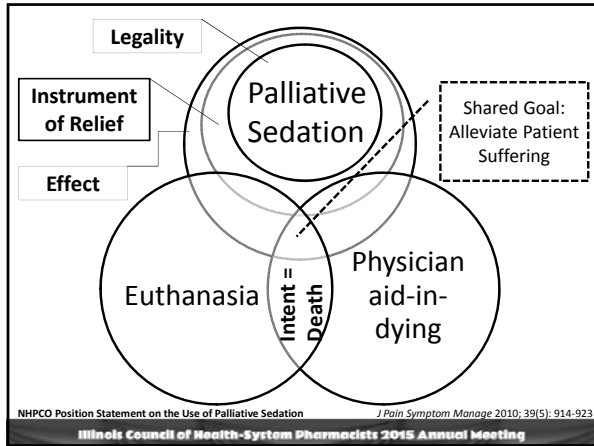 Legality
Instrument
of Relief
Effect
Palliative
Sedation
Shared Goal:
Alleviate Patient
Suffering
Euthanasia
Intent =
Death
Physician
aid-in-
dying
NHPCO Position Statement on the Use of Palliative Sedation
J Pain Symptom Manage 2010; 39(5): 914-923
Illinois Council of Health-System Pharmacists 2015 Annual Meeting